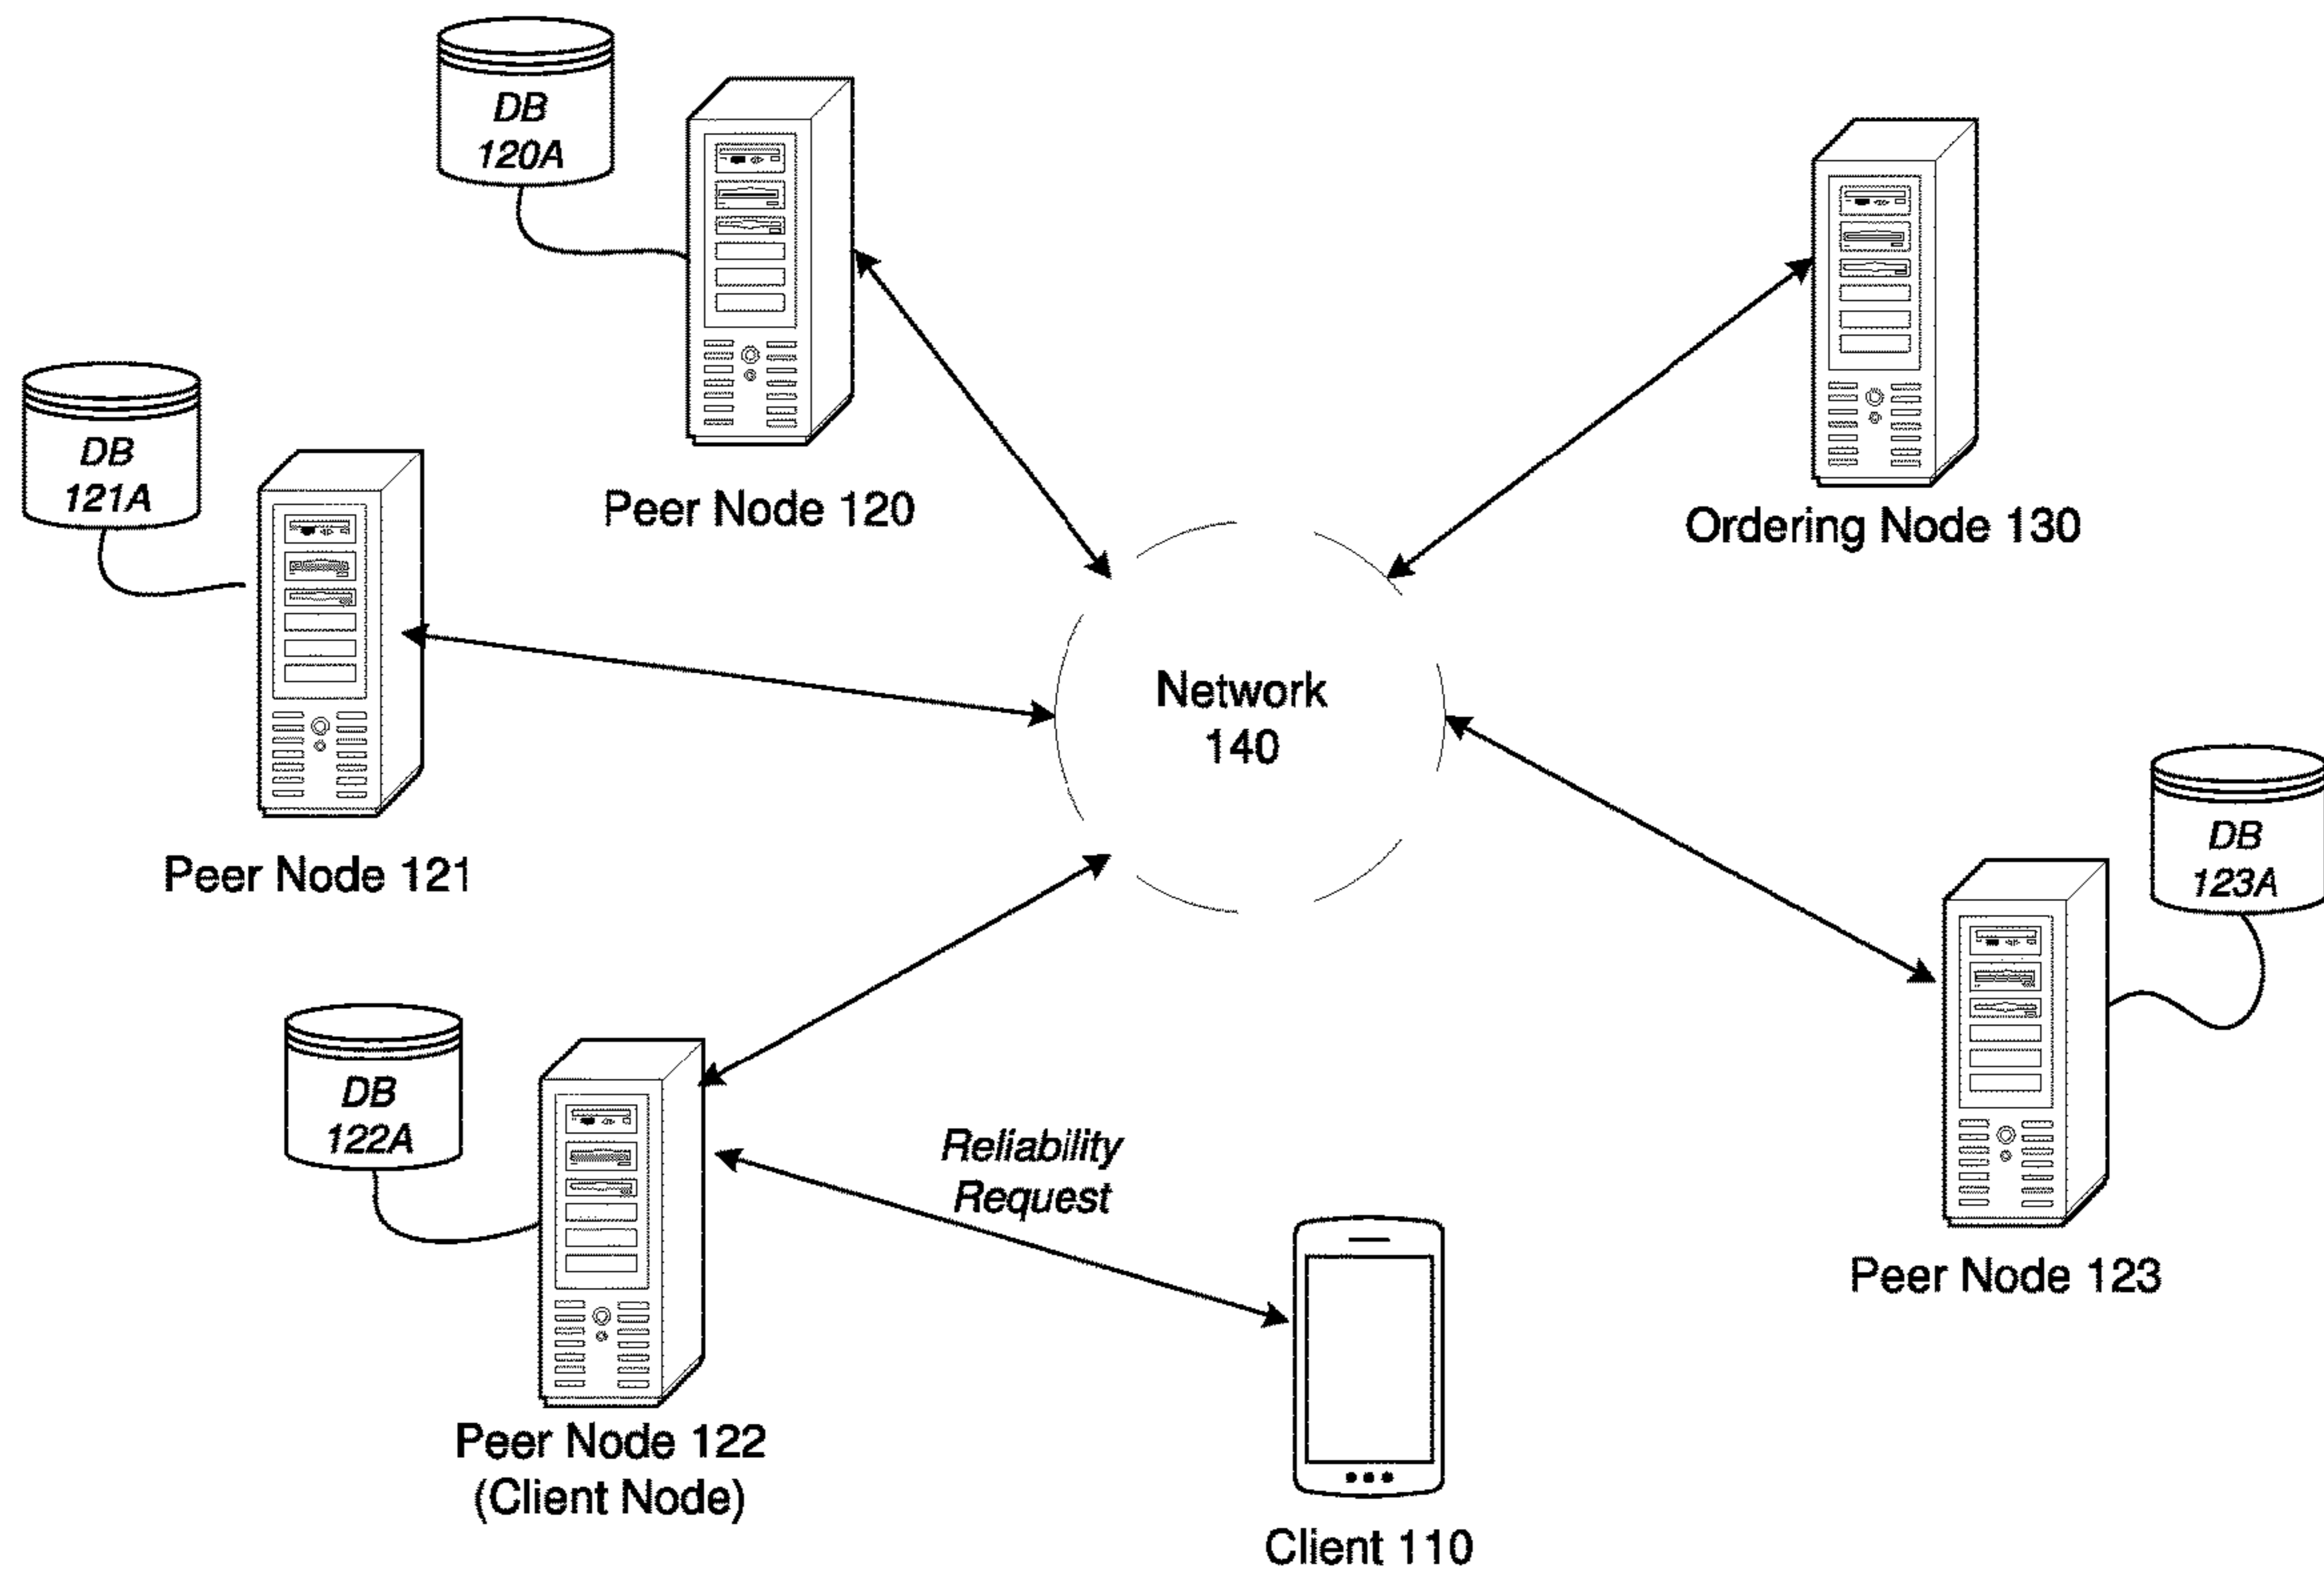 DB
120A
Peer Node 120
Ordering Node 130
DB
121A
Peer Node 121
Network
140
DB
123A
Peer Node 123
DB
122A
Peer Node 122
(Client Node)
Reliability
Request
Client 110